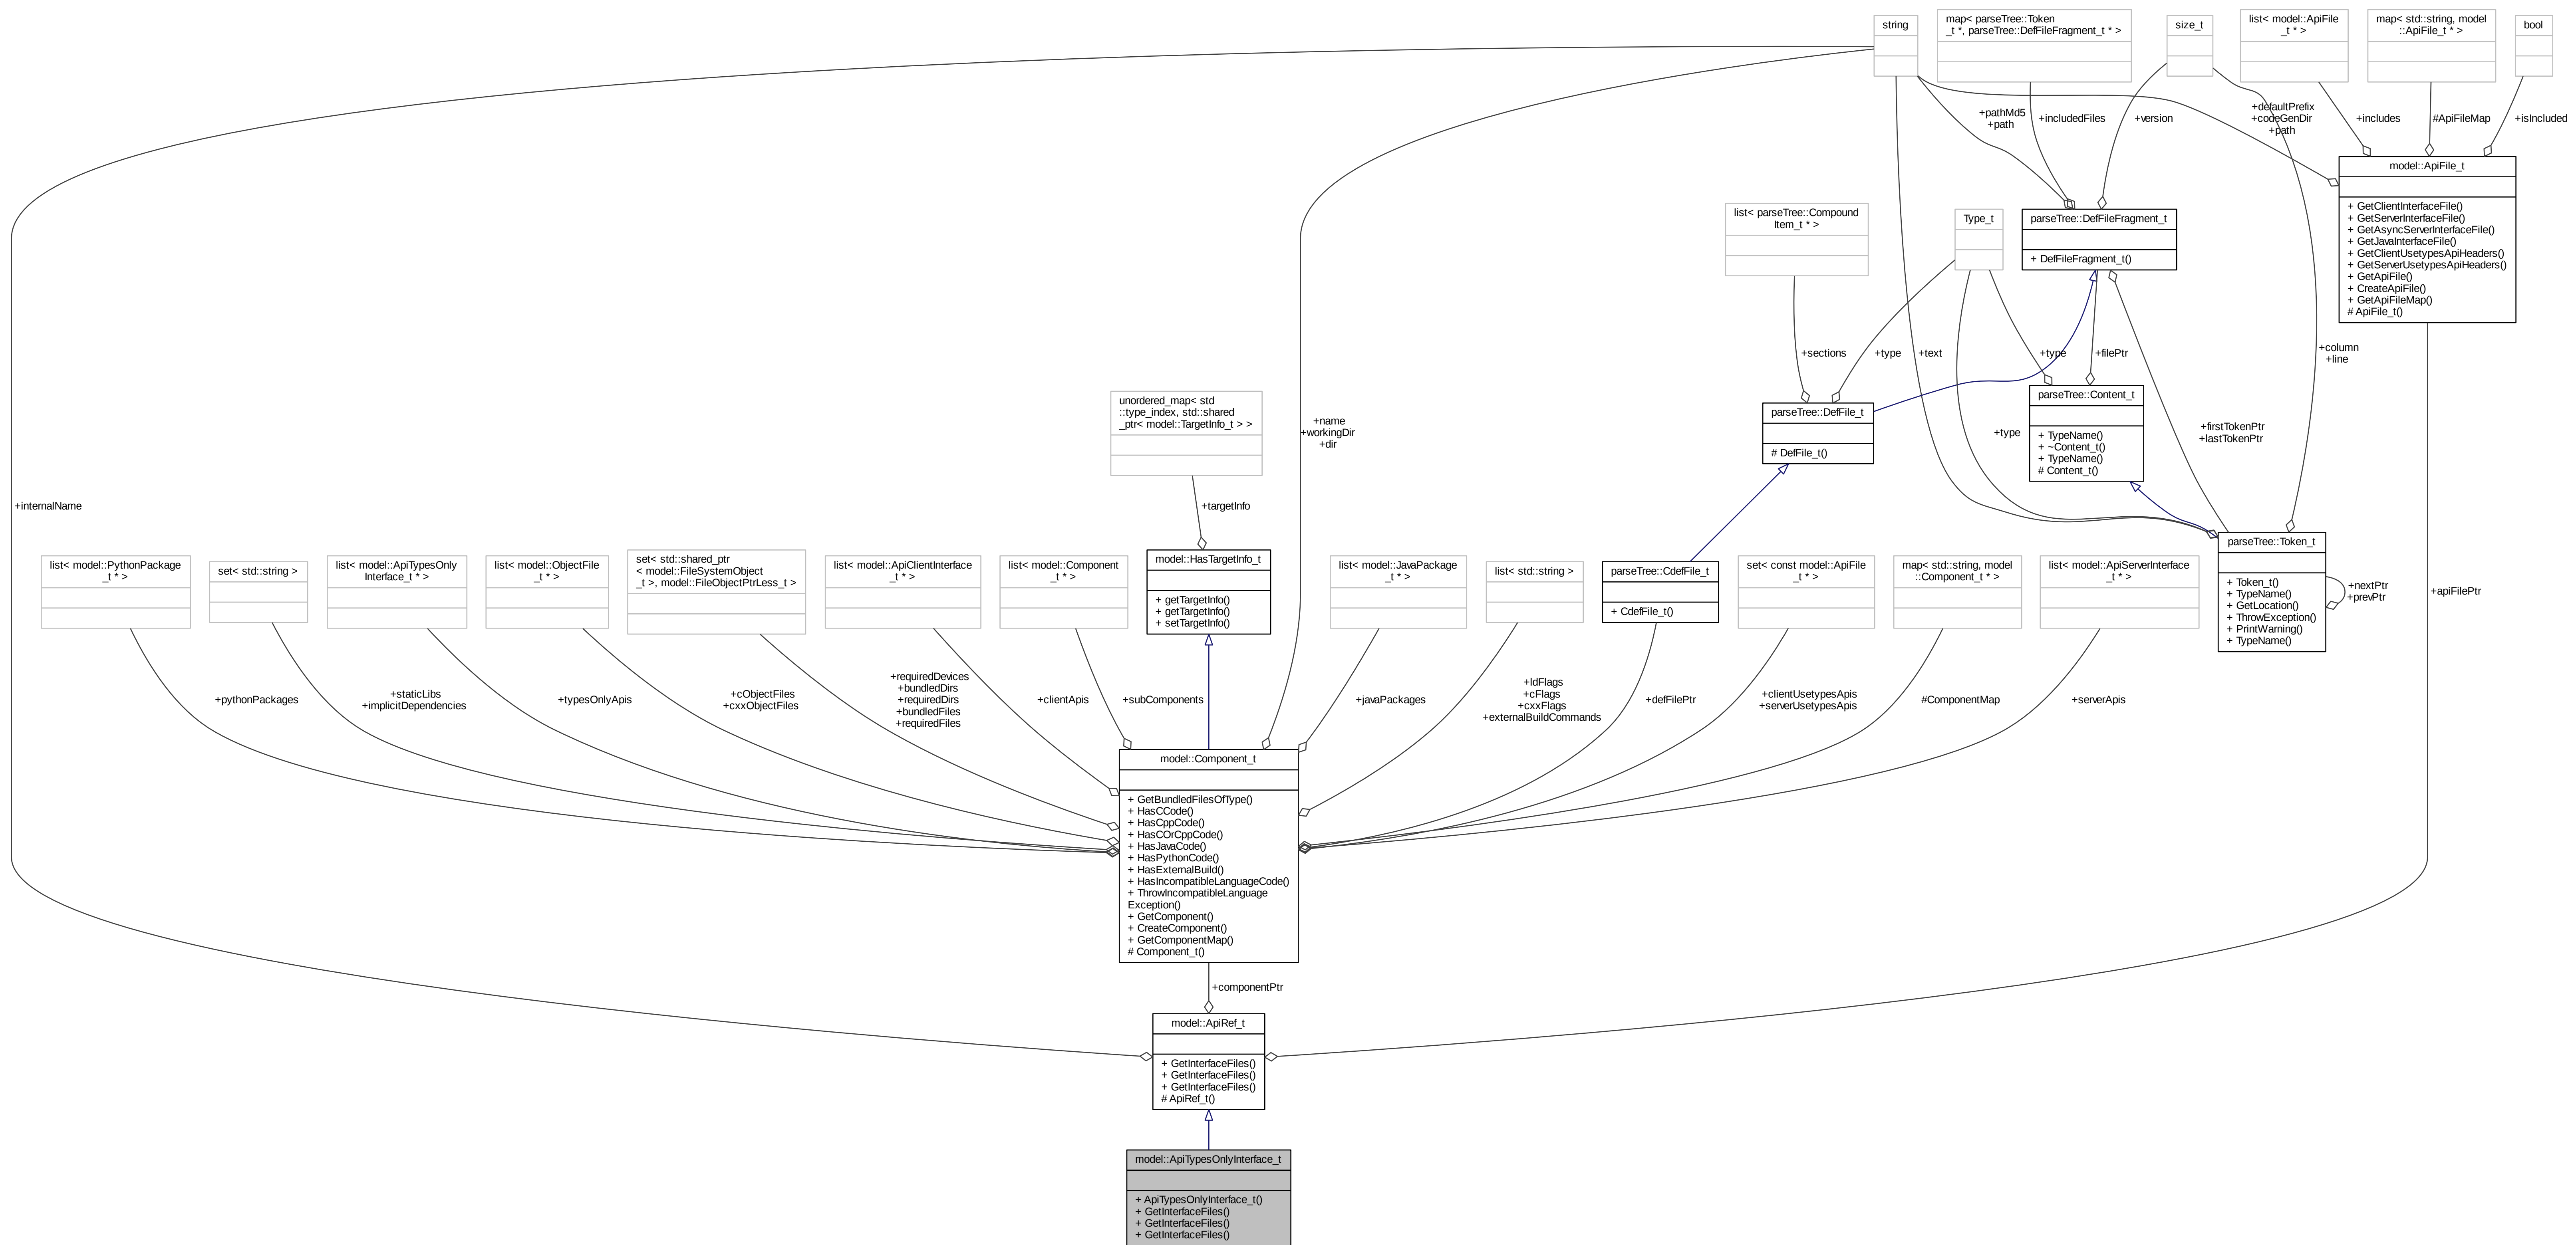 string
map< parseTree::Token
_t *, parseTree::DefFileFragment_t * >
size_t
list< model::ApiFile
_t * >
map< std::string, model
::ApiFile_t * >
bool
+pathMd5
+path
+includedFiles
+version
+defaultPrefix
+codeGenDir
+path
+includes
#ApiFileMap
+isIncluded
model::ApiFile_t
+ GetClientInterfaceFile()
+ GetServerInterfaceFile()
+ GetAsyncServerInterfaceFile()
+ GetJavaInterfaceFile()
+ GetClientUsetypesApiHeaders()
+ GetServerUsetypesApiHeaders()
+ GetApiFile()
+ CreateApiFile()
+ GetApiFileMap()
# ApiFile_t()
list< parseTree::Compound
Item_t * >
Type_t
parseTree::DefFileFragment_t
+ DefFileFragment_t()
+sections
+type
+text
+type
+filePtr
+column
+line
unordered_map< std
::type_index, std::shared
_ptr< model::TargetInfo_t > >
+name
+workingDir
+dir
parseTree::DefFile_t
# DefFile_t()
+type
parseTree::Content_t
+ TypeName()
+ ~Content_t()
+ TypeName()
# Content_t()
+firstTokenPtr
+lastTokenPtr
+internalName
+targetInfo
list< model::PythonPackage
_t * >
set< std::string >
list< model::ApiTypesOnly
Interface_t * >
list< model::ObjectFile
_t * >
set< std::shared_ptr
< model::FileSystemObject
_t >, model::FileObjectPtrLess_t >
list< model::ApiClientInterface
_t * >
list< model::Component
_t * >
model::HasTargetInfo_t
+ getTargetInfo()
+ getTargetInfo()
+ setTargetInfo()
list< model::JavaPackage
_t * >
list< std::string >
parseTree::CdefFile_t
+ CdefFile_t()
set< const model::ApiFile
_t * >
map< std::string, model
::Component_t * >
list< model::ApiServerInterface
_t * >
parseTree::Token_t
+ Token_t()
+ TypeName()
+ GetLocation()
+ ThrowException()
+ PrintWarning()
+ TypeName()
+nextPtr
+prevPtr
+apiFilePtr
+pythonPackages
+staticLibs
+implicitDependencies
+typesOnlyApis
+cObjectFiles
+cxxObjectFiles
+requiredDevices
+bundledDirs
+requiredDirs
+bundledFiles
+requiredFiles
+clientApis
+subComponents
+javaPackages
+ldFlags
+cFlags
+cxxFlags
+externalBuildCommands
+defFilePtr
+clientUsetypesApis
+serverUsetypesApis
#ComponentMap
+serverApis
model::Component_t
+ GetBundledFilesOfType()
+ HasCCode()
+ HasCppCode()
+ HasCOrCppCode()
+ HasJavaCode()
+ HasPythonCode()
+ HasExternalBuild()
+ HasIncompatibleLanguageCode()
+ ThrowIncompatibleLanguage
Exception()
+ GetComponent()
+ CreateComponent()
+ GetComponentMap()
# Component_t()
+componentPtr
model::ApiRef_t
+ GetInterfaceFiles()
+ GetInterfaceFiles()
+ GetInterfaceFiles()
# ApiRef_t()
model::ApiTypesOnlyInterface_t
+ ApiTypesOnlyInterface_t()
+ GetInterfaceFiles()
+ GetInterfaceFiles()
+ GetInterfaceFiles()